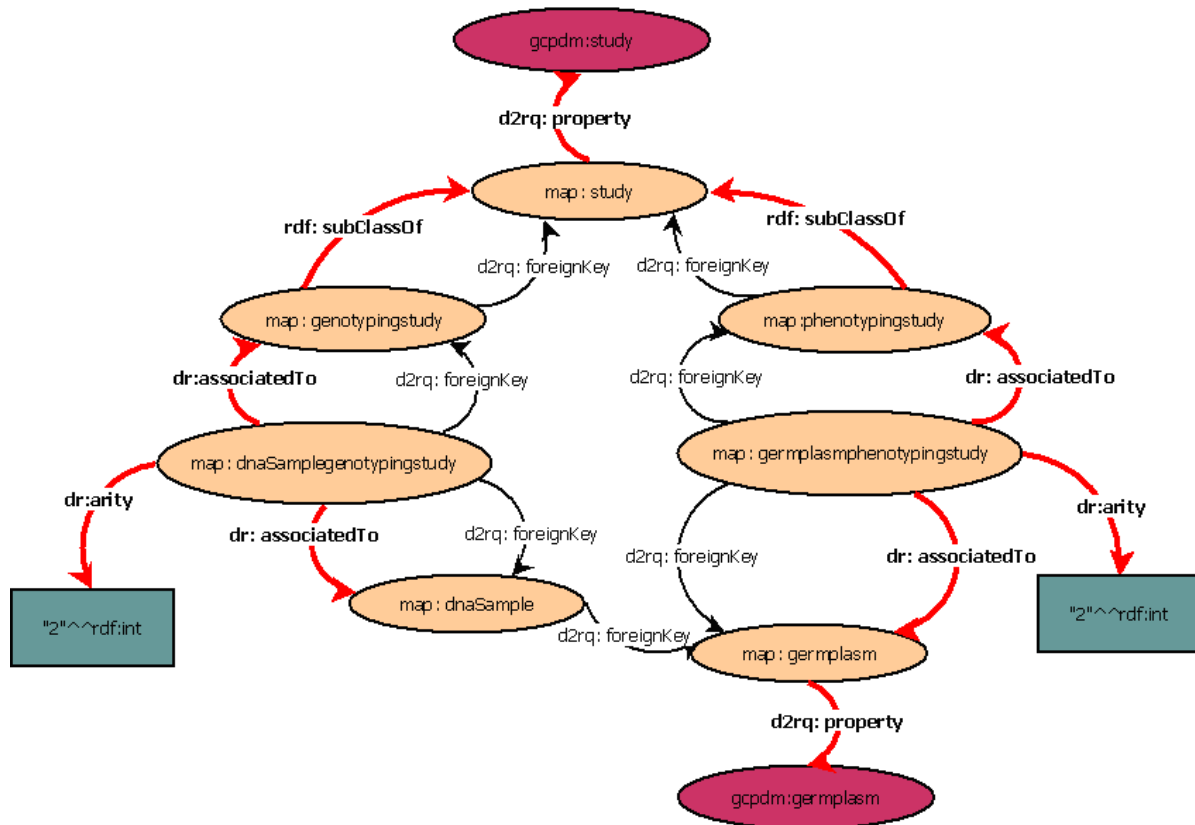 gcpdm:study
d2rq: property
map: study
rdf: subClassOf
rdf: subClassOf
d2rq: foreignKey
d2rq: foreignKey
map: genotypingstudy
map:phenotypingstudy
dr:associatedTo
d2rq: foreignKey
d2rq: foreignKey
dr: associatedTo
map: dnaSamplegenotypingstudy
map: germplasmphenotypingstudy
dr:arity
dr: associatedTo
d2rq: foreignKey
d2rq: foreignKey
dr: associatedTo
dr:arity
"2"^^rdf:int
map: dnaSample
"2"^^rdf:int
d2rq: foreignKey
map: germplasm
d2rq: property
gcpdm:germplasm